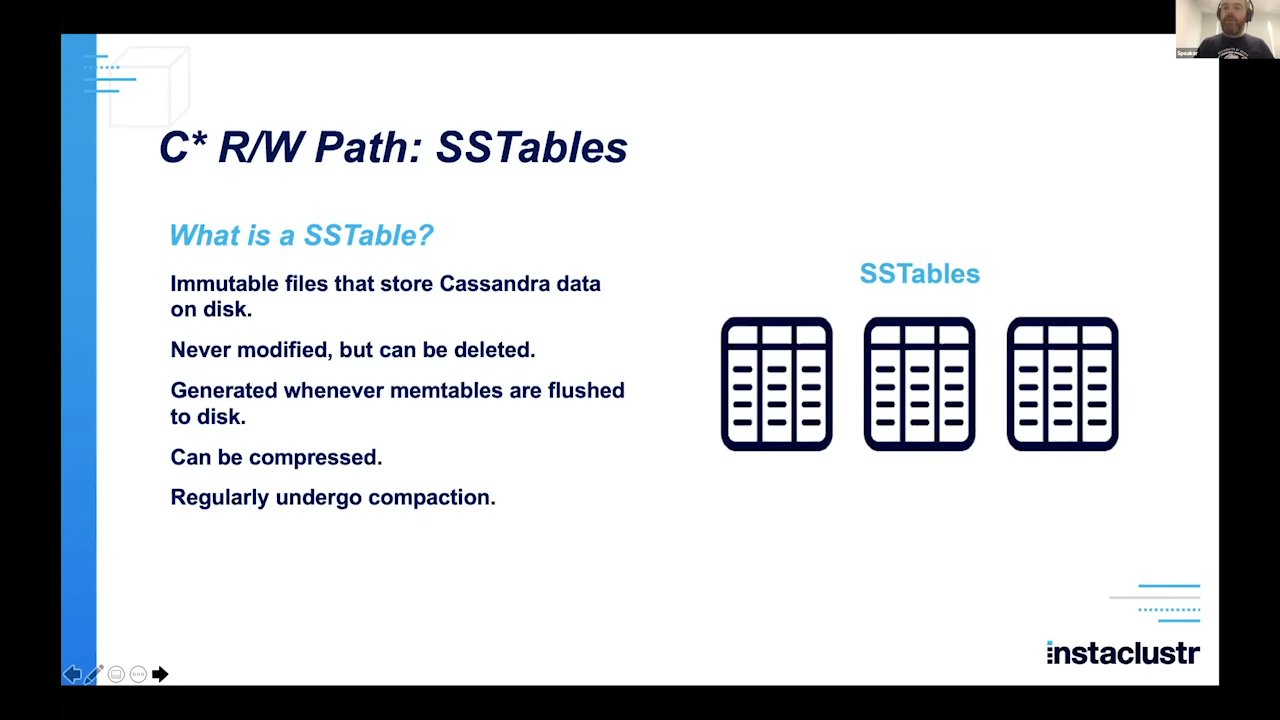 Speaker
C* R/W Path: SSTables
What is a SSTable?
Immutable files that store Cassandra data
on disk.
Never modified, but can be deleted.
Generated whenever memtables are flushed
to disk.
Can be compressed.
Regularly undergo compaction.
SSTables
instaclustr